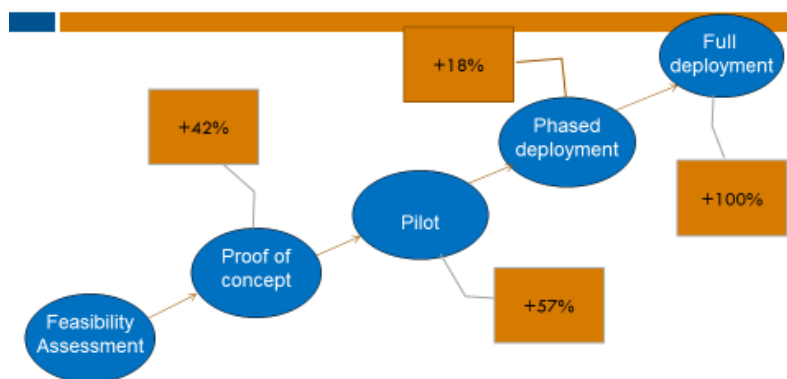 Full
deployment
+18%
Phased
deployment
+42%
+100%
Pilot
Proof of
concept
+57%
Feasibility
Assessment